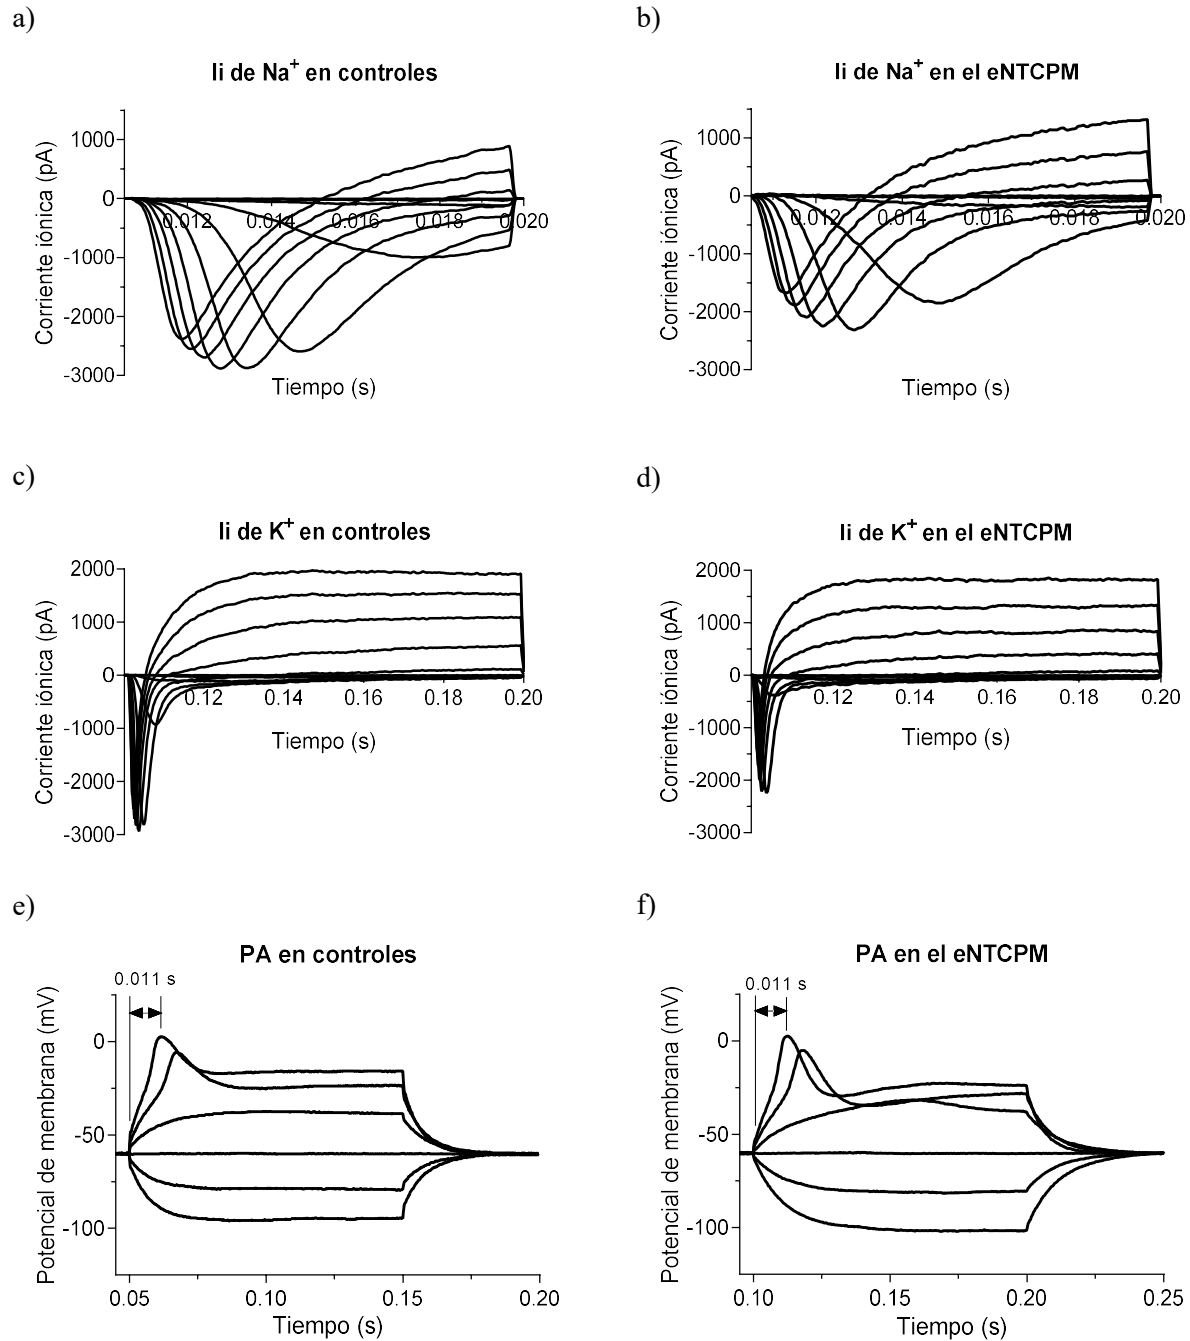 a)
b)
Ii de Na+ en controles
Ii de Na+ en el eNTCPM
Corriente iónica (pA)
1000
0
-1000
-2000
-3000
0.012
0.014
0.016
0.018
0.020
Tiempo (s)
Corriente iónica (pA)
1000
0
-1000
-2000
-3000
0.012
0.014
0.016
0.018
0.020
Tiempo (s)
c)
d)
Ii de K+ en controles
Ii de K+ en el eNTCPM
Corriente iónica (pA)
2000
1000
0
-1000
-2000
-3000
0.12
0.14
0.16
0.18
0.20
Tiempo (s)
Corriente iónica (pA)
2000
1000
0
-1000
-2000
-3000
0.12
0.14
0.16
0.18
0.20
Tiempo (s)
e)
f)
PA en controles
PA en el eNTCPM
0.011 s
Potencial de membrana (mV)
0
-50
-100
0.05
0.10
0.15
0.20
Tiempo (s)
0.011 s
Potencial de membrana (mV)
0
-50
-100
0.10
0.15
0.20
0.25
Tiempo (s)